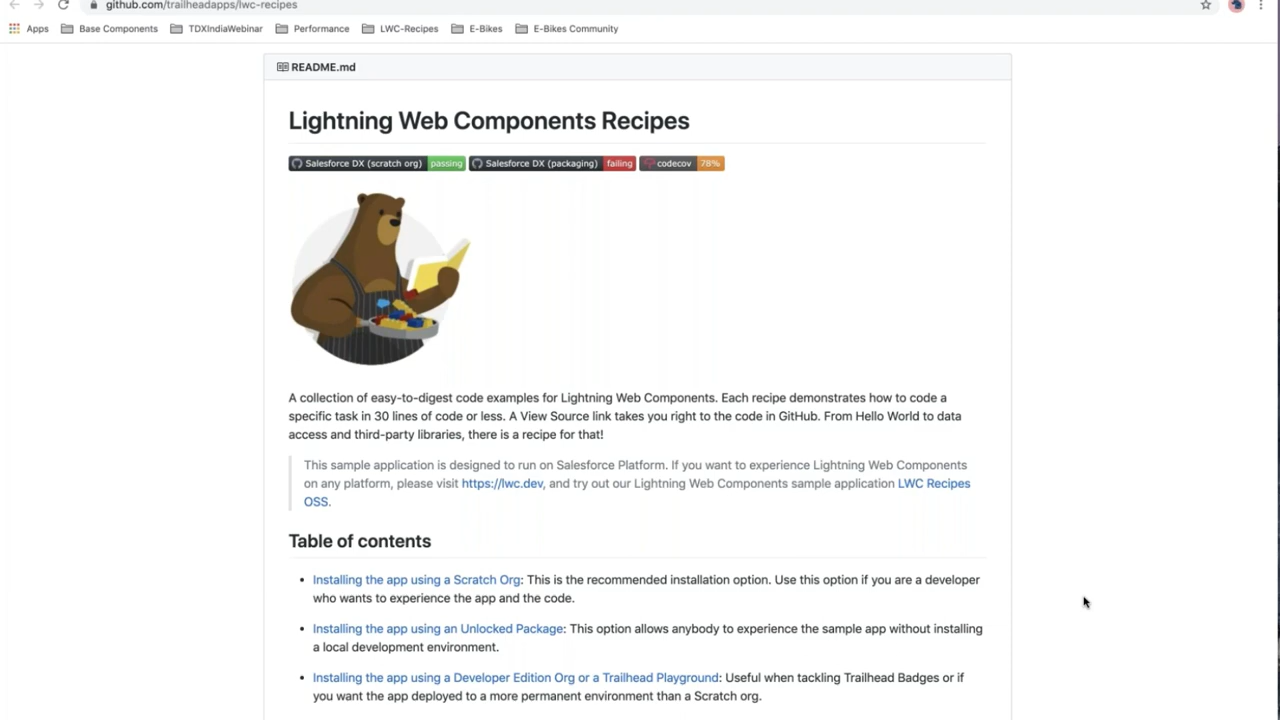 github.com/trailheadapps/lwc-recipes
Apps Base Components TDXIndiaWebinar Performance LWC-Recipes E-Bikes E-Bikes Community
README.md
Lightning Web Components Recipes
Salesforce DX (scratch org) passing Salesforce DX (packaging) failing codecov 78%
A collection of easy-to-digest code examples for Lightning Web Components. Each recipe demonstrates how to code a
specific task in 30 lines of code or less. A View Source link takes you right to the code in GitHub. From Hello World to data
access and third-party libraries, there is a recipe for that!
This sample application is designed to run on Salesforce Platform. If you want to experience Lightning Web Components
on any platform, please visit https://lwc.dev, and try out our Lightning Web Components sample application LWC Recipes
OSS.
Table of contents
• Installing the app using a Scratch Org: This is the recommended installation option. Use this option if you are a developer
who wants to experience the app and the code.
• Installing the app using an Unlocked Package: This option allows anybody to experience the sample app without installing
a local development environment.
• Installing the app using a Developer Edition Org or a Trailhead Playground: Useful when tackling Trailhead Badges or if
you want the app deployed to a more permanent environment than a Scratch org.